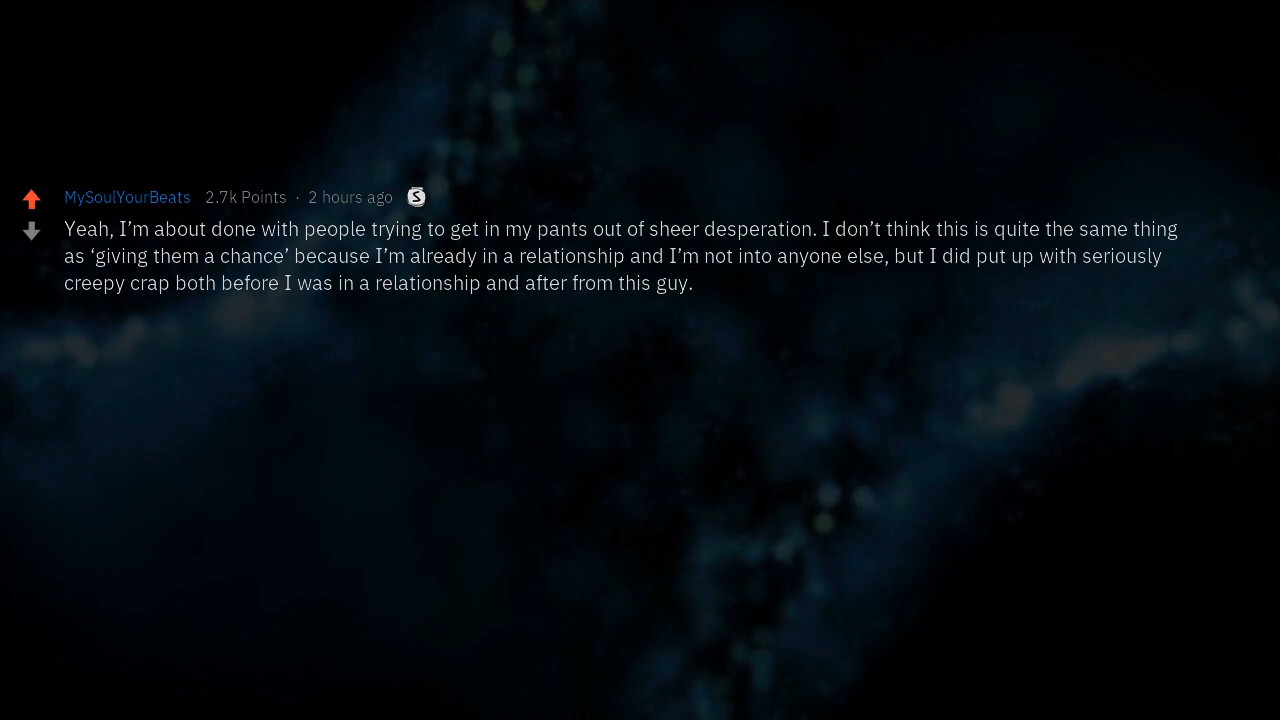 MySoulYourBeats 2.7k Points · 2 hours ago
Yeah, I’m about done with people trying to get in my pants out of sheer desperation. I don’t think this is quite the same thing
as ‘giving them a chance’ because I’m already in a relationship and I’m not into anyone else, but I did put up with seriously
creepy crap both before I was in a relationship and after from this guy.